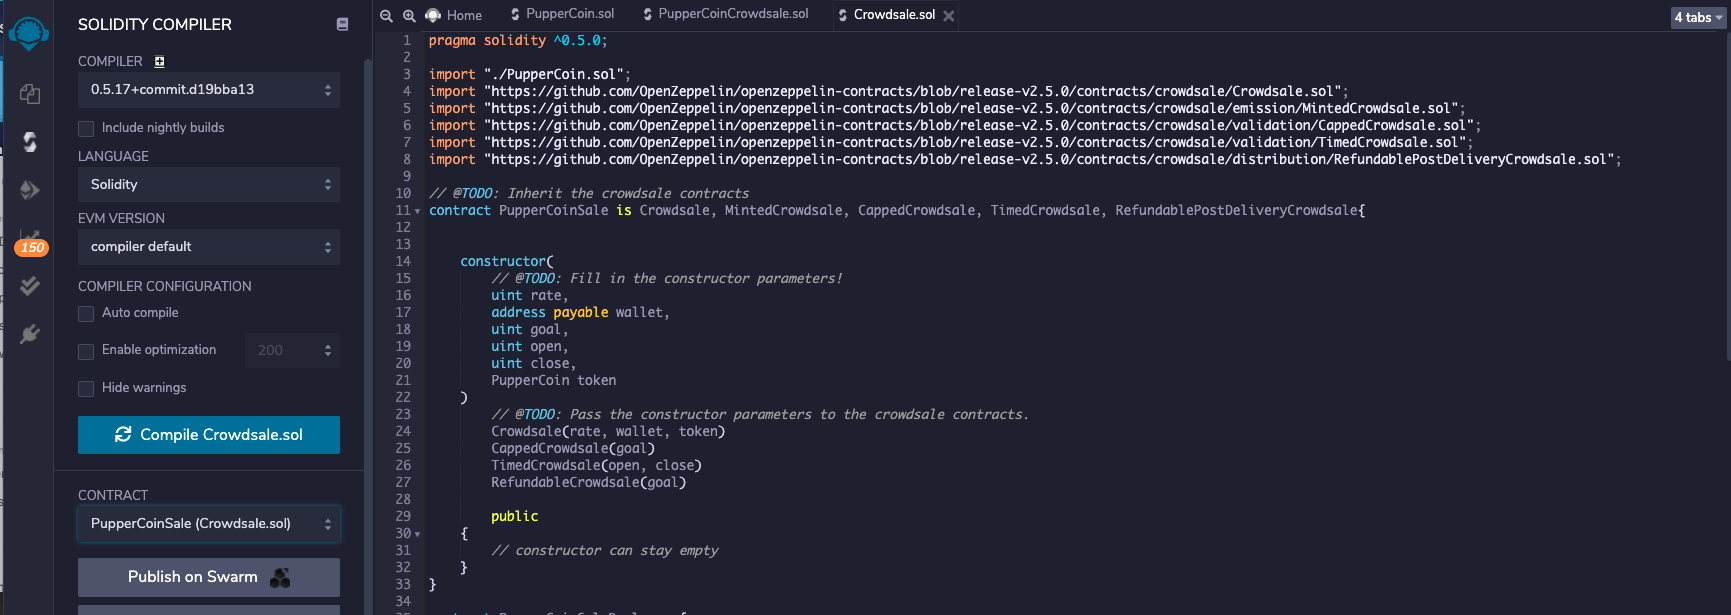 SOLIDITY COMPILER
COMPILER
0.5.17+commit.d19bba13
Include nightly builds
LANGUAGE
Solidity
EVM VERSION
compiler default
150
COMPILER CONFIGURATION
Auto compile
Enable optimization 200
Hide warnings
Compile Crowdsale.sol
CONTRACT
PupperCoinSale (Crowdsale.sol)
Publish on Swarm
Home PupperCoin.sol PupperCoinCrowdsale.sol Crowdsale.sol 4 tabs
1 pragma solidity ^0.5.0;
2
3 import "./PupperCoin.sol";
4 import "https://github.com/OpenZeppelin/openzeppelin-contracts/blob/release-v2.5.0/contracts/crowdsale/Crowdsale.sol";
5 import "https://github.com/OpenZeppelin/openzeppelin-contracts/blob/release-v2.5.0/contracts/crowdsale/emission/MintedCrowdsale.sol";
6 import "https://github.com/OpenZeppelin/openzeppelin-contracts/blob/release-v2.5.0/contracts/crowdsale/validation/CappedCrowdsale.sol";
7 import "https://github.com/OpenZeppelin/openzeppelin-contracts/blob/release-v2.5.0/contracts/crowdsale/validation/TimedCrowdsale.sol";
8 import "https://github.com/OpenZeppelin/openzeppelin-contracts/blob/release-v2.5.0/contracts/crowdsale/distribution/RefundablePostDeliveryCrowdsale.sol";
9
10 // @TODO: Inherit the crowdsale contracts
11 contract PupperCoinSale is Crowdsale, MintedCrowdsale, CappedCrowdsale, TimedCrowdsale, RefundablePostDeliveryCrowdsale{
12
13
14 constructor(
15 // @TODO: Fill in the constructor parameters!
16 uint rate,
17 address payable wallet,
18 uint goal,
19 uint open,
20 uint close,
21 PupperCoin token
22 )
23 // @TODO: Pass the constructor parameters to the crowdsale contracts.
24 Crowdsale(rate, wallet, token)
25 CappedCrowdsale(goal)
26 TimedCrowdsale(open, close)
27 RefundableCrowdsale(goal)
28
29 public
30 {
31 // constructor can stay empty
32 }
33 }
34